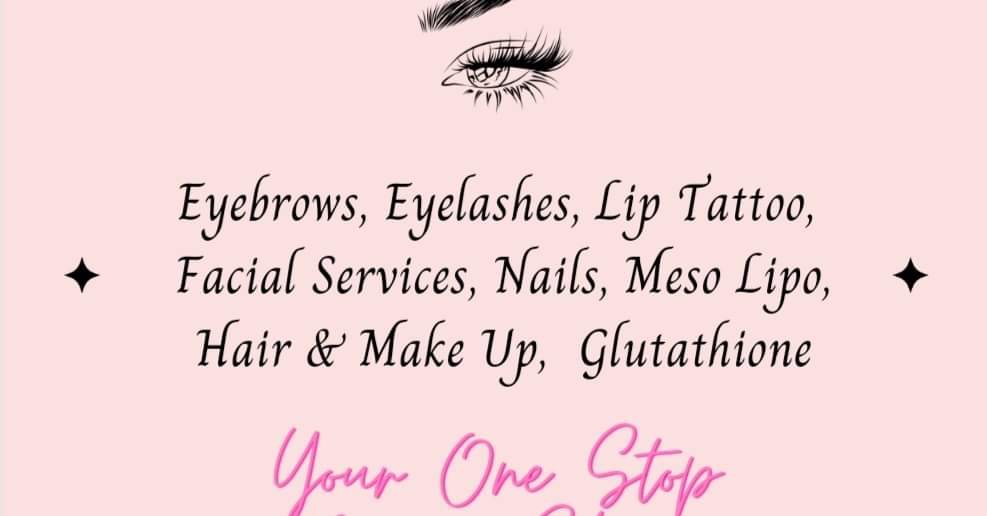 Eyebrows, Eyelashes, Lip Tattoo,
Facial Services, Nails, Meso Lipo,
Hair & Make Up, Glutathione
Your One Stop